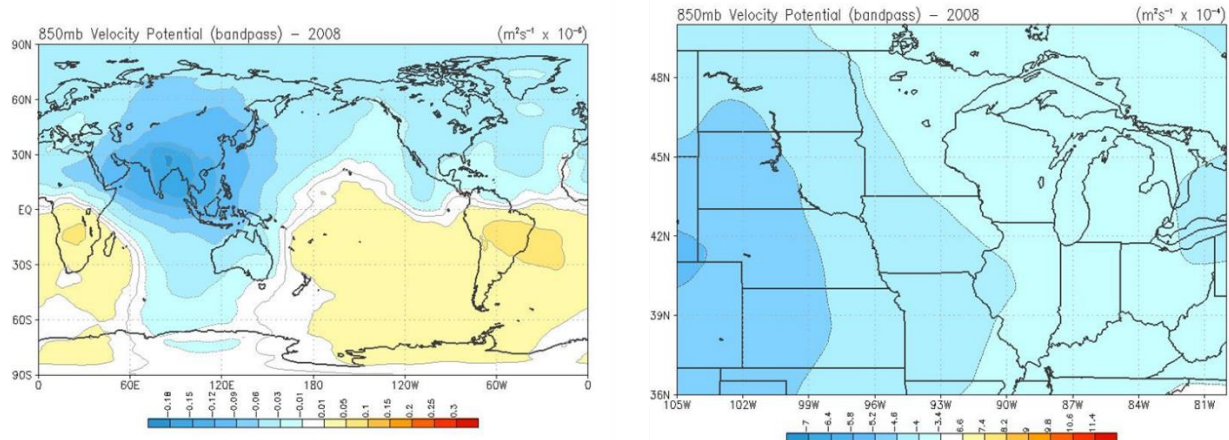 850mb Velocity Potential (bandpass) – 2008 (m²s⁻¹ x 10⁻⁶)
90N
60N
30N
EQ
30S
60S
90S
0 60E 120E 180 120W 60W 0
-0.18 -0.15 -0.12 -0.09 -0.06 -0.03 -0.01 0.01 0.05 0.1 0.15 0.2 0.25 0.3
850mb Velocity Potential (bandpass) – 2008 (m²s⁻¹ x
48N
45N
42N
39N
36N
105W 102W 99W 96W 93W 90W 87W 84W 81W
-7 -6.4 -5.8 -5.2 -4.6 -4 -3.4 6.6 7.4 8.2 9 9.8 10.6 11.4